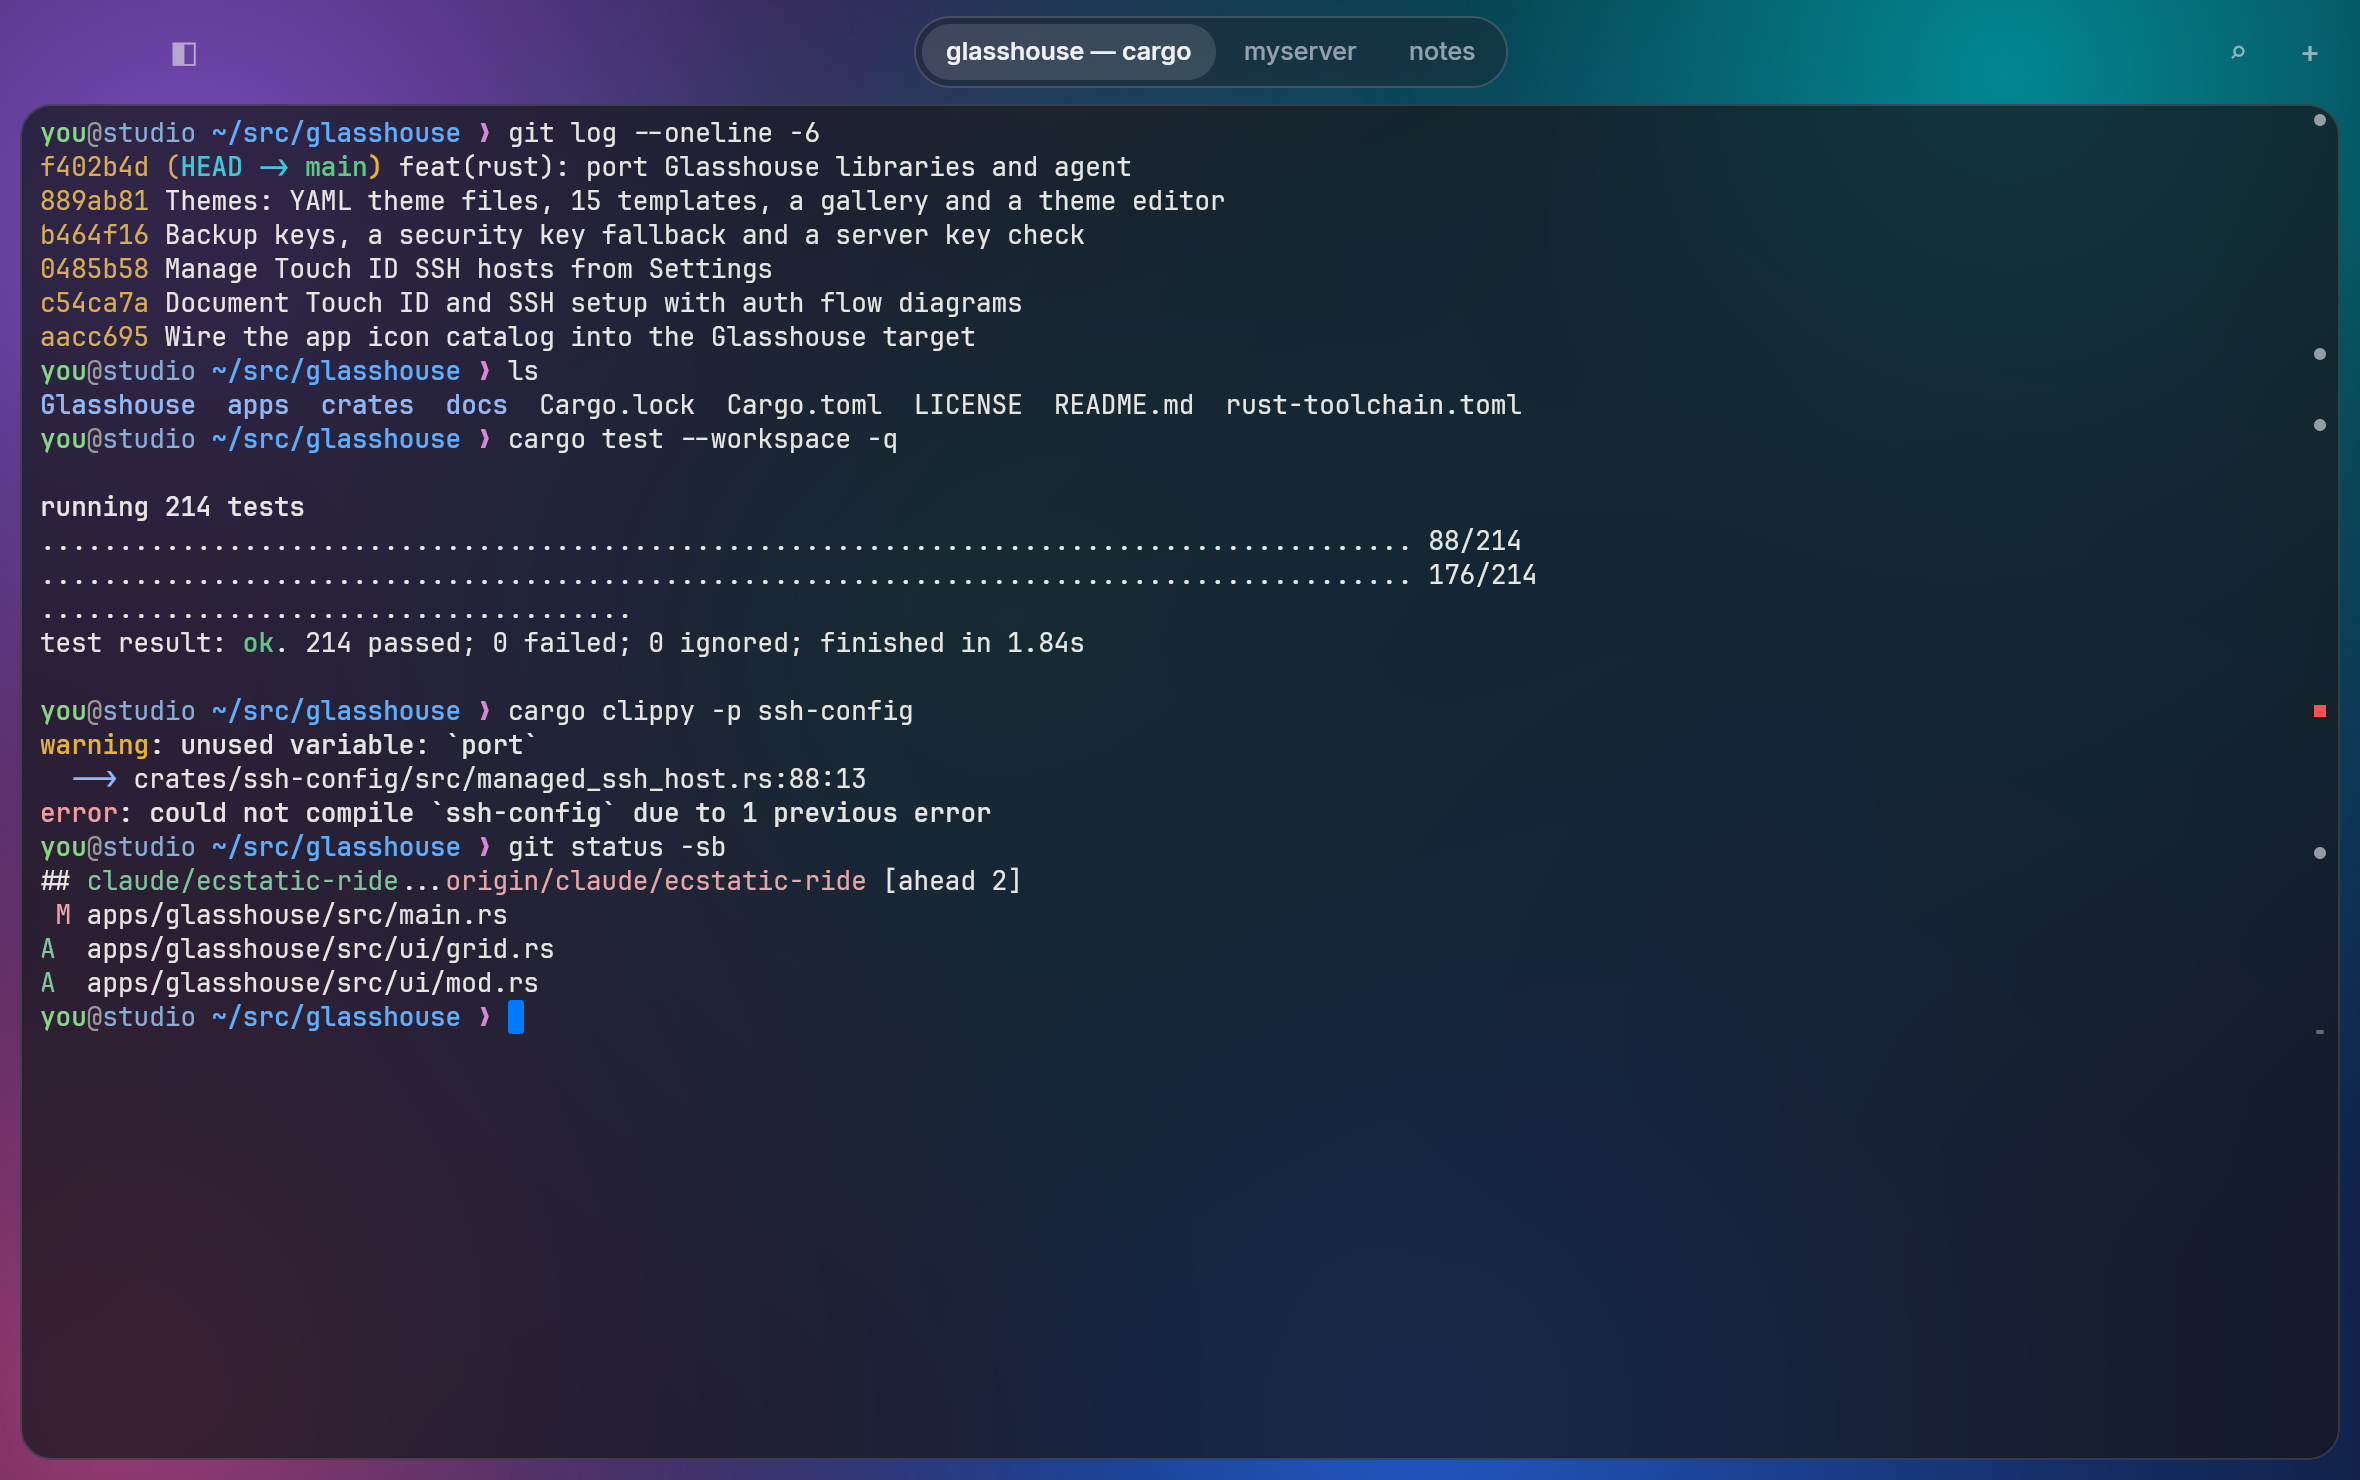 glasshouse — cargo myserver notes
you@studio ~/src/glasshouse ❯ git log --oneline -6
f402b4d (HEAD -> main) feat(rust): port Glasshouse libraries and agent
889ab81 Themes: YAML theme files, 15 templates, a gallery and a theme editor
b464f16 Backup keys, a security key fallback and a server key check
0485b58 Manage Touch ID SSH hosts from Settings
c54ca7a Document Touch ID and SSH setup with auth flow diagrams
aacc695 Wire the app icon catalog into the Glasshouse target
you@studio ~/src/glasshouse ❯ ls
Glasshouse  apps  crates  docs  Cargo.lock  Cargo.toml  LICENSE  README.md  rust-toolchain.toml
you@studio ~/src/glasshouse ❯ cargo test --workspace -q
running 214 tests
........................................................................................ 88/214
........................................................................................ 176/214
......................................
test result: ok. 214 passed; 0 failed; 0 ignored; finished in 1.84s
you@studio ~/src/glasshouse ❯ cargo clippy -p ssh-config
warning: unused variable: `port`
  --> crates/ssh-config/src/managed_ssh_host.rs:88:13
error: could not compile `ssh-config` due to 1 previous error
you@studio ~/src/glasshouse ❯ git status -sb
## claude/ecstatic-ride...origin/claude/ecstatic-ride [ahead 2]
 M apps/glasshouse/src/main.rs
A  apps/glasshouse/src/ui/grid.rs
A  apps/glasshouse/src/ui/mod.rs
you@studio ~/src/glasshouse ❯